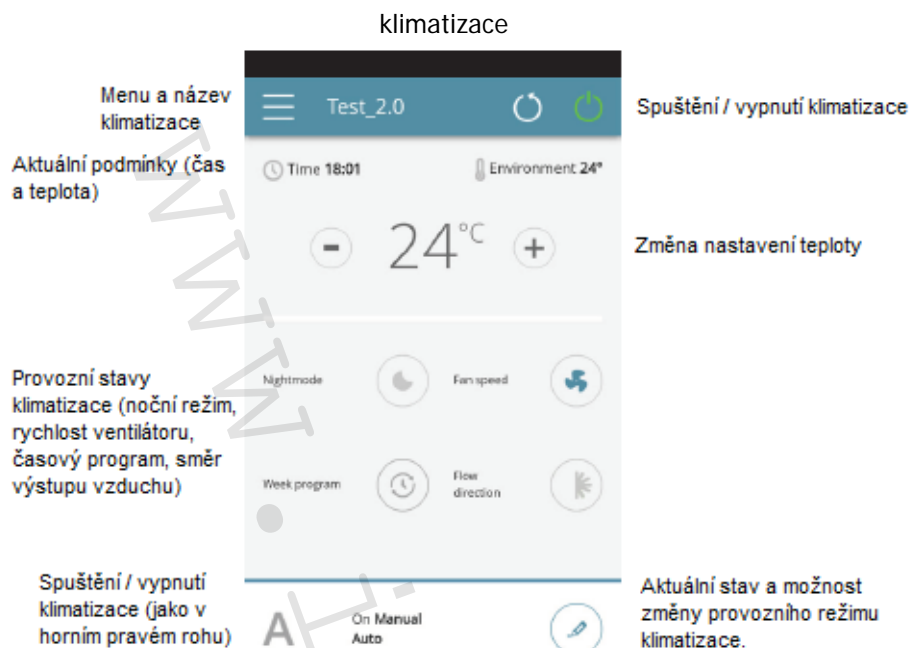 klimatizace
Menu a název
klimatizace
Test_2.0
Spuštění / vypnutí klimatizace
Aktuální podmínky (čas
a teplota)
Time 18:01
Environment 24°
24°C
Změna nastavení teploty
Provozní stavy
klimatizace (noční režim,
rychlost ventilátoru,
časový program, směr
výstupu vzduchu)
Nightmode
Fan speed
Week program
Flow
direction
Spuštění / vypnutí
klimatizace (jako v
horním pravém rohu)
A
On Manual
Auto
Aktuální stav a možnost
změny provozního režimu
klimatizace.
www.i